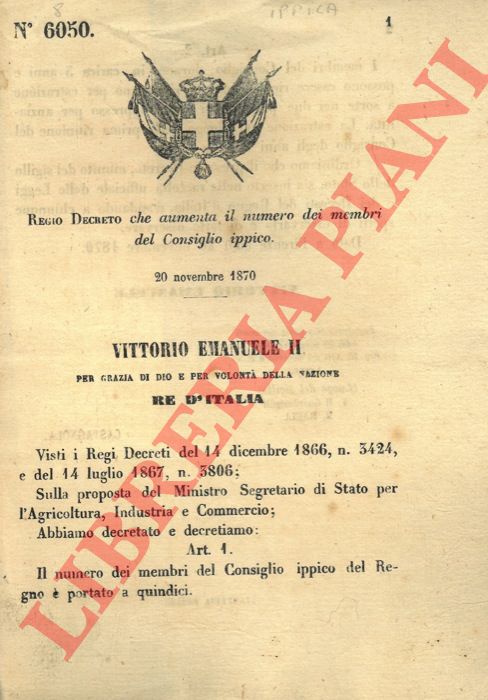 8 IPPICA
N° 6050. 1
REGIO DECRETO che aumenta il numero dei membri
del Consiglio ippico.
20 novembre 1870
VITTORIO EMANUELE II
PER GRAZIA DI DIO E PER VOLONTÀ DELLA NAZIONE
RE D'ITALIA
Visti i Regi Decreti del 14 dicembre 1866, n. 3424,
e del 14 luglio 1867, n. 3806;
Sulla proposta del Ministro Segretario di Stato per
l'Agricoltura, Industria e Commercio;
Abbiamo decretato e decretiamo:
Art. 1.
Il numero dei membri del Consiglio ippico del Re-
gno è portato a quindici.
LIBRERIA PIANI